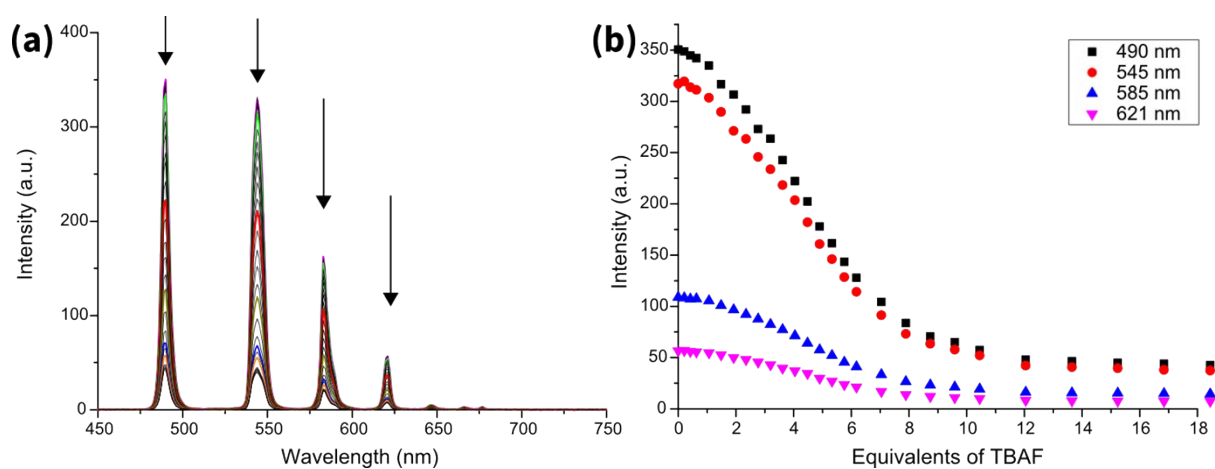 (a)
400
300
200
100
0
Intensity (a.u.)
450 500 550 600 650 700 750
Wavelength (nm)
(b)
350
300
250
200
150
100
50
0
Intensity (a.u.)
0 2 4 6 8 10 12 14 16 18
Equivalents of TBAF
490 nm
545 nm
585 nm
621 nm